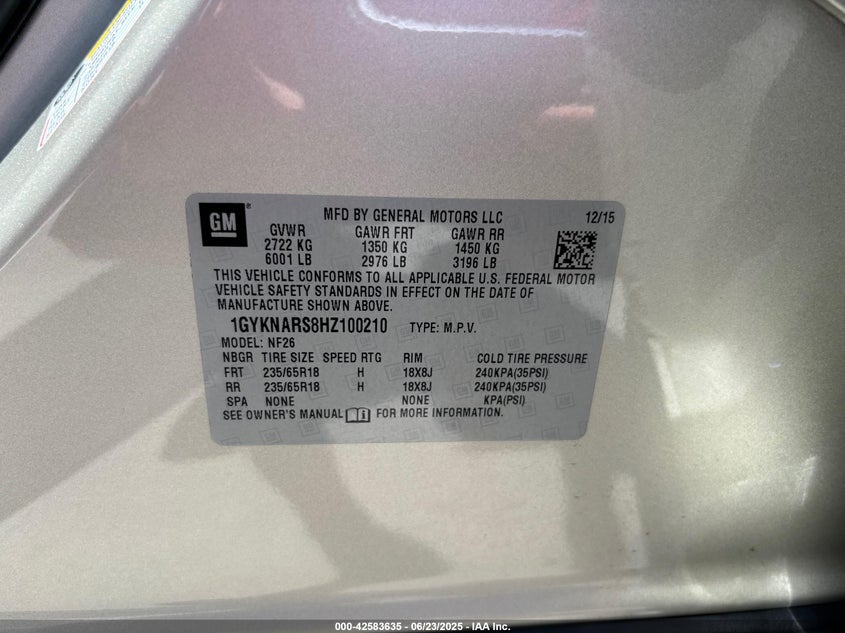 GM
®
MFD BY GENERAL MOTORS LLC 12/15
GVWR GAWR FRT GAWR RR
2722 KG 1350 KG 1450 KG
6001 LB 2976 LB 3196 LB
THIS VEHICLE CONFORMS TO ALL APPLICABLE U.S. FEDERAL MOTOR
VEHICLE SAFETY STANDARDS IN EFFECT ON THE DATE OF
MANUFACTURE SHOWN ABOVE.
1GYKNARS8HZ100210 TYPE: M.P.V.
MODEL: NF26
NBGR TIRE SIZE SPEED RTG RIM COLD TIRE PRESSURE
FRT 235/65R18 H 18X8J 240KPA(35PSI)
RR 235/65R18 H 18X8J 240KPA(35PSI)
SPA NONE NONE KPA(PSI)
SEE OWNER'S MANUAL FOR MORE INFORMATION.
000-42583635 - 06/23/2025 - IAA Inc.